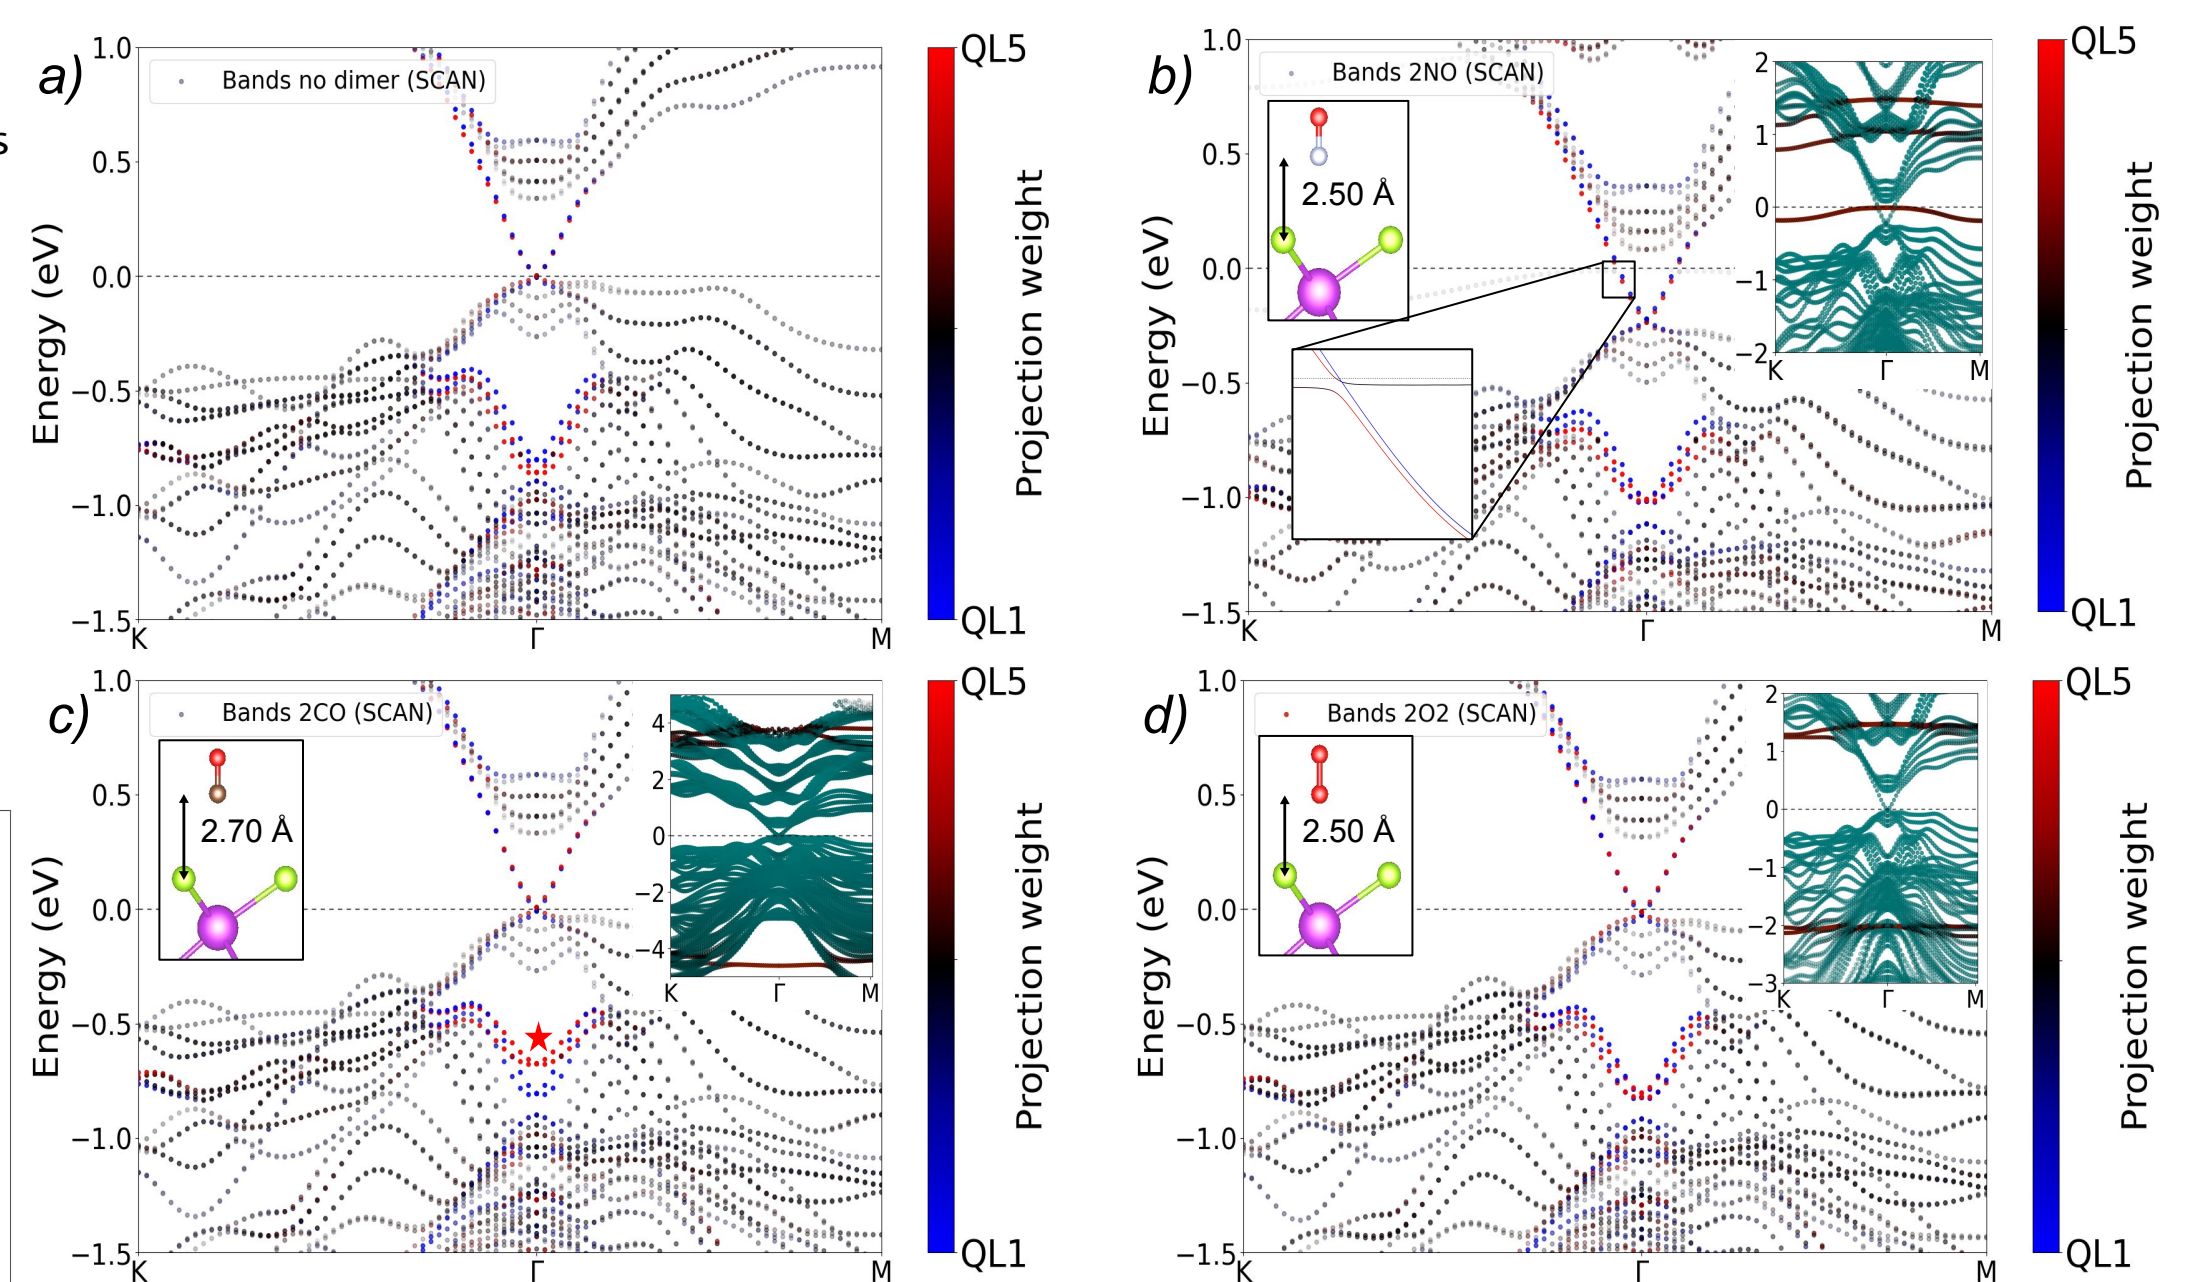 s
a)
Bands no dimer (SCAN)
1.0
0.5
0.0
−0.5
−1.0
−1.5
Energy (eV)
K
Γ
M
QL5
Projection weight
QL1
b)
Bands 2NO (SCAN)
1.0
0.5
0.0
−0.5
−1.0
−1.5
Energy (eV)
2.50 Å
2
1
0
−1
−2
K
Γ
M
K
Γ
M
QL5
Projection weight
QL1
c)
Bands 2CO (SCAN)
1.0
0.5
0.0
−0.5
−1.0
−1.5
Energy (eV)
2.70 Å
4
2
0
−2
−4
K
Γ
M
K
Γ
M
QL5
Projection weight
QL1
d)
Bands 2O2 (SCAN)
1.0
0.5
0.0
−0.5
−1.0
−1.5
Energy (eV)
2.50 Å
2
1
0
−1
−2
−3
K
Γ
M
K
Γ
M
QL5
Projection weight
QL1